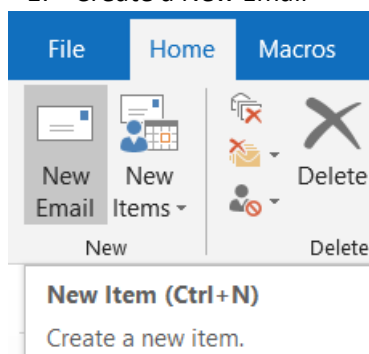 File Home Macros
New Email
New Items
Delete
New
Delete
New Item (Ctrl+N)
Create a new item.